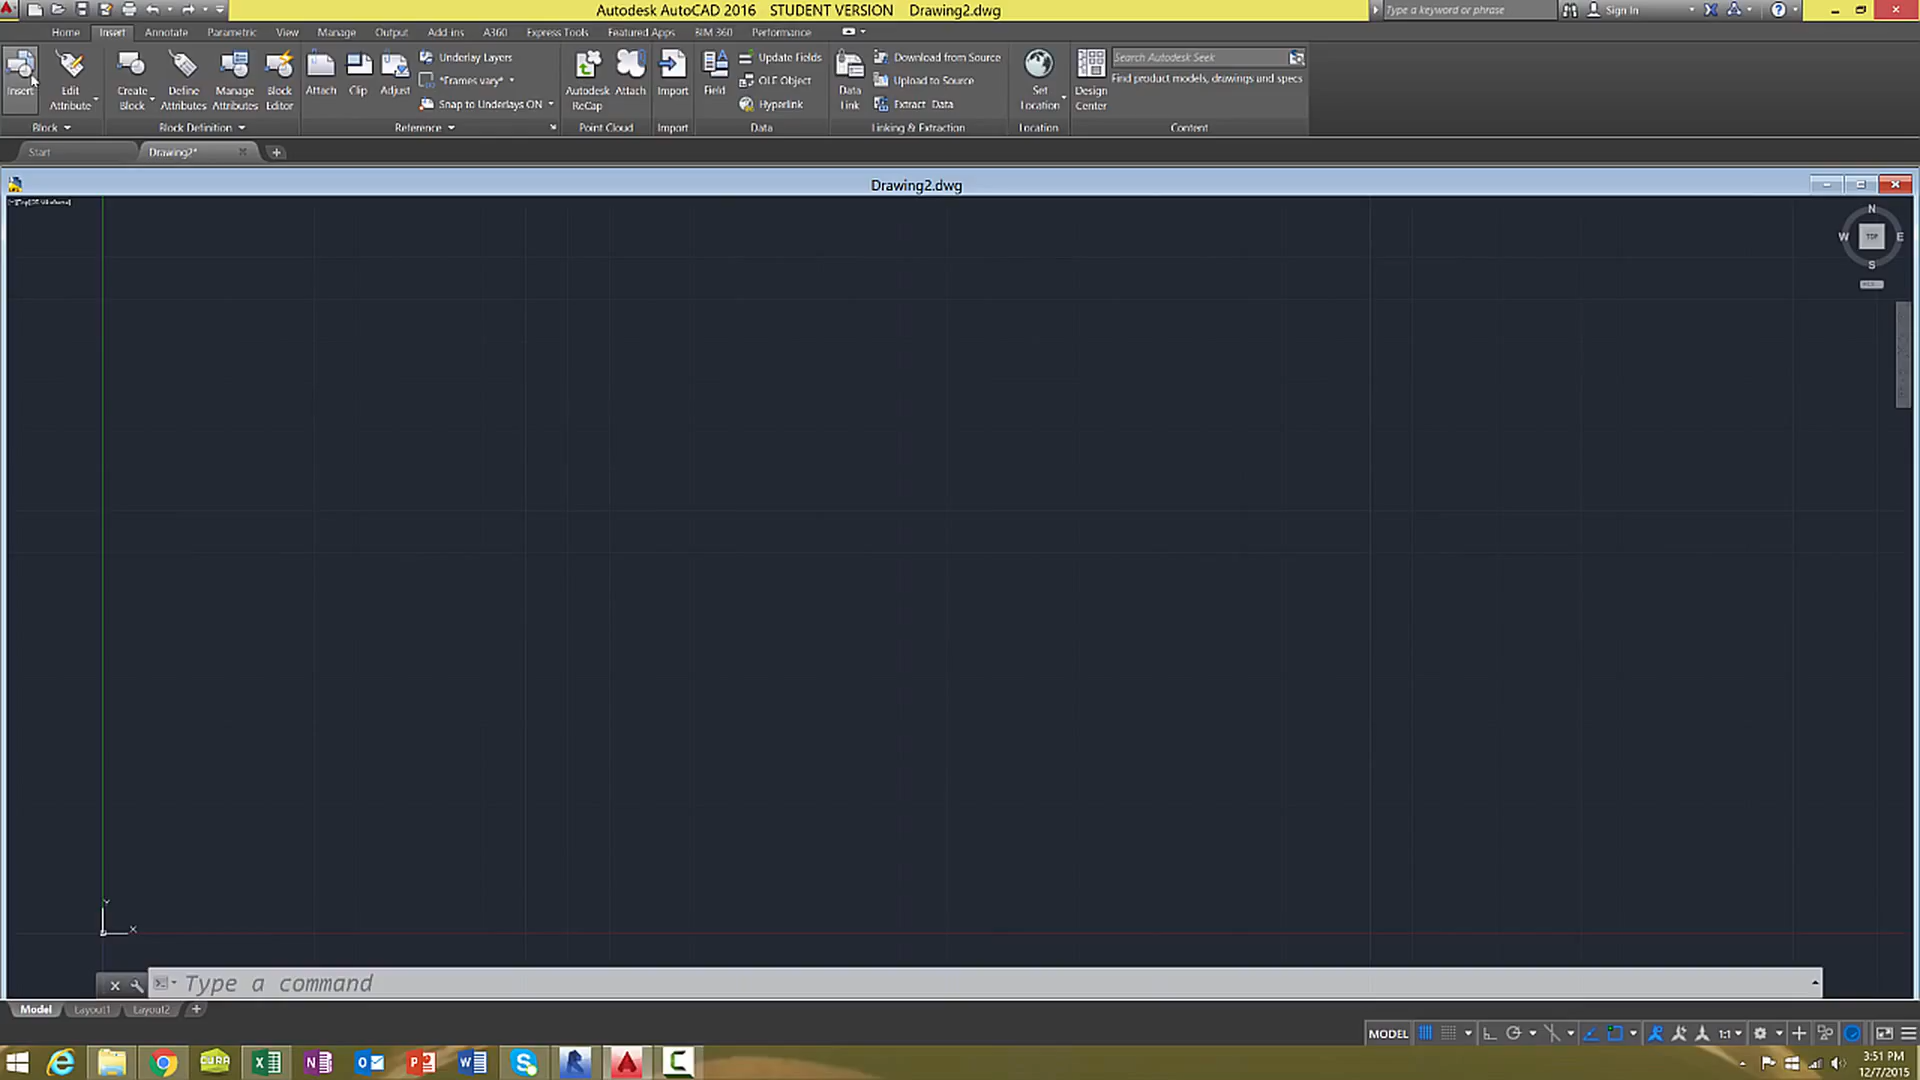 Autodesk AutoCAD 2016 STUDENT VERSION Drawing2.dwg
Type a keyword or phrase
Sign In
Home Insert Annotate Parametric View Manage Output Add ins A360 Express Tools Featured Apps BIM 360 Performance
Insert
Edit Attribute
Create Block
Define Attributes
Manage Attributes
Block Editor
Attach
Clip
Adjust
Underlay Layers
*Frames vary*
Snap to Underlays ON
Autodesk ReCap
Attach
Import
Field
Update Fields
OLE Object
Hyperlink
Data Link
Download from Source
Upload to Source
Extract Data
Set Location
Design Center
Search Autodesk Seek
Find product models, drawings and specs
Block
Block Definition
Reference
Point Cloud
Import
Data
Linking & Extraction
Location
Content
Start
Drawing2*
Drawing2.dwg
N
W
TOP
E
S
Y
X
Type a command
Model
Layout1
Layout2
MODEL
1:1
3:51 PM
12/7/2015